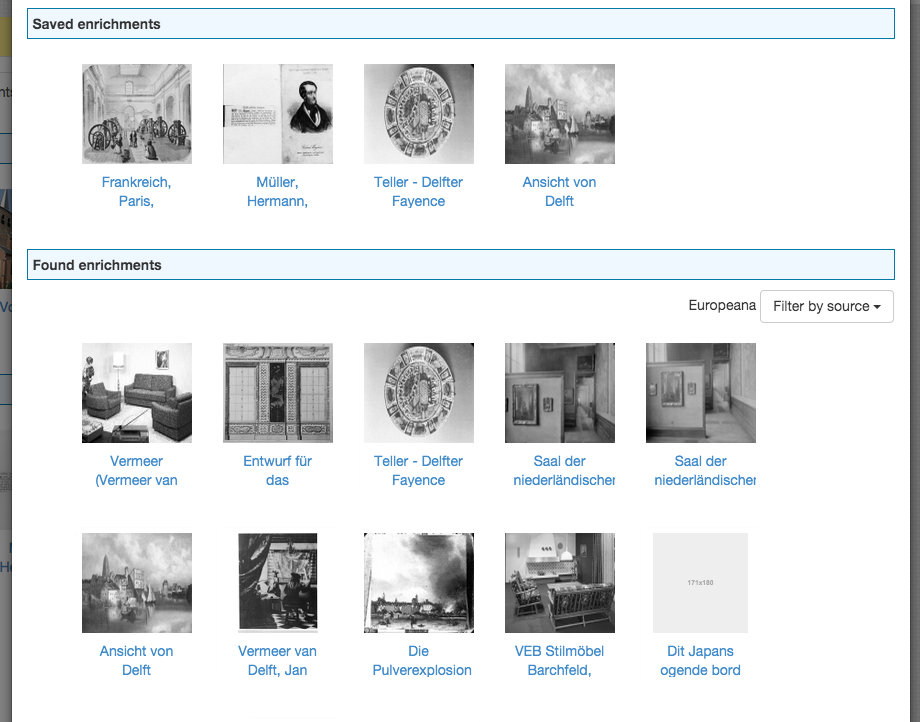 Saved enrichments
Frankreich,
Paris,
Müller,
Hermann,
Teller - Delfter
Fayence
Ansicht von
Delft
Found enrichments
Europeana Filter by source
Vermeer
(Vermeer van
Entwurf für
das
Teller - Delfter
Fayence
Saal der
niederländischer
Saal der
niederländischer
171x180
Ansicht von
Delft
Vermeer van
Delft, Jan
Die
Pulverexplosion
VEB Stilmöbel
Barchfeld,
Dit Japans
ogende bord